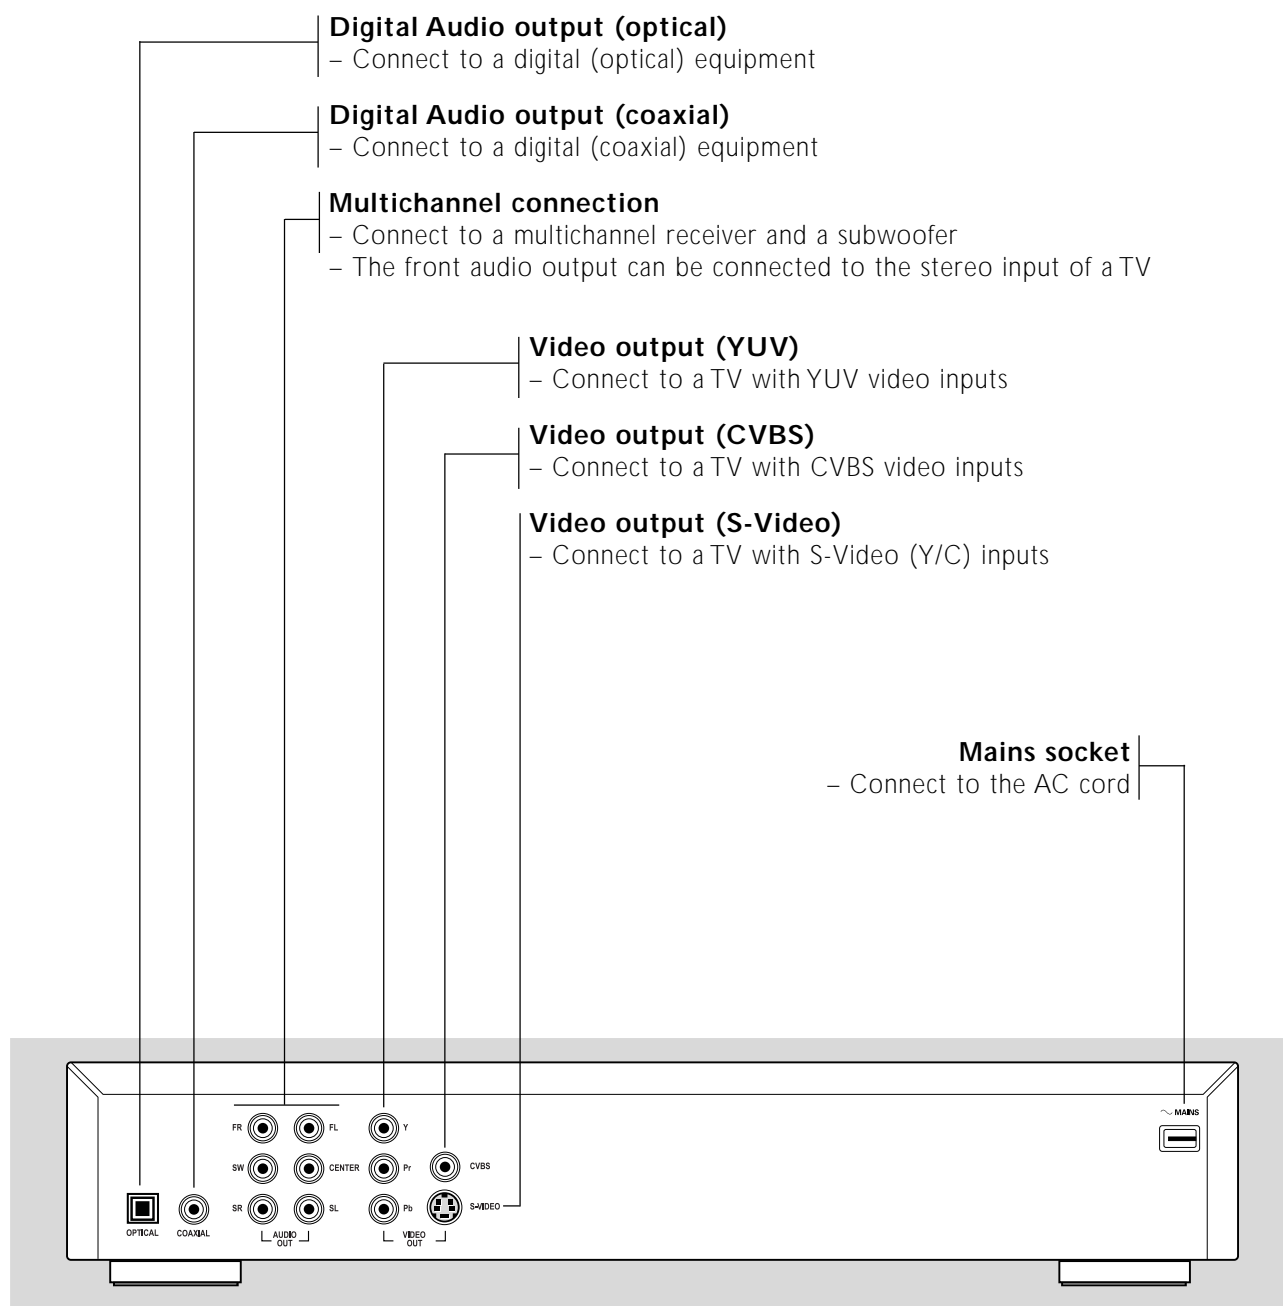 Digital Audio output (optical)
– Connect to a digital (optical) equipment
Digital Audio output (coaxial)
– Connect to a digital (coaxial) equipment
Multichannel connection
– Connect to a multichannel receiver and a subwoofer
– The front audio output can be connected to the stereo input of a TV
Video output (YUV)
– Connect to a TV with YUV video inputs
Video output (CVBS)
– Connect to a TV with CVBS video inputs
Video output (S-Video)
– Connect to a TV with S-Video (Y/C) inputs
Mains socket
– Connect to the AC cord
~ MAINS
FR FL Y
SW CENTER Pr CVBS
SR SL Pb S-VIDEO
OPTICAL COAXIAL AUDIO OUT VIDEO OUT